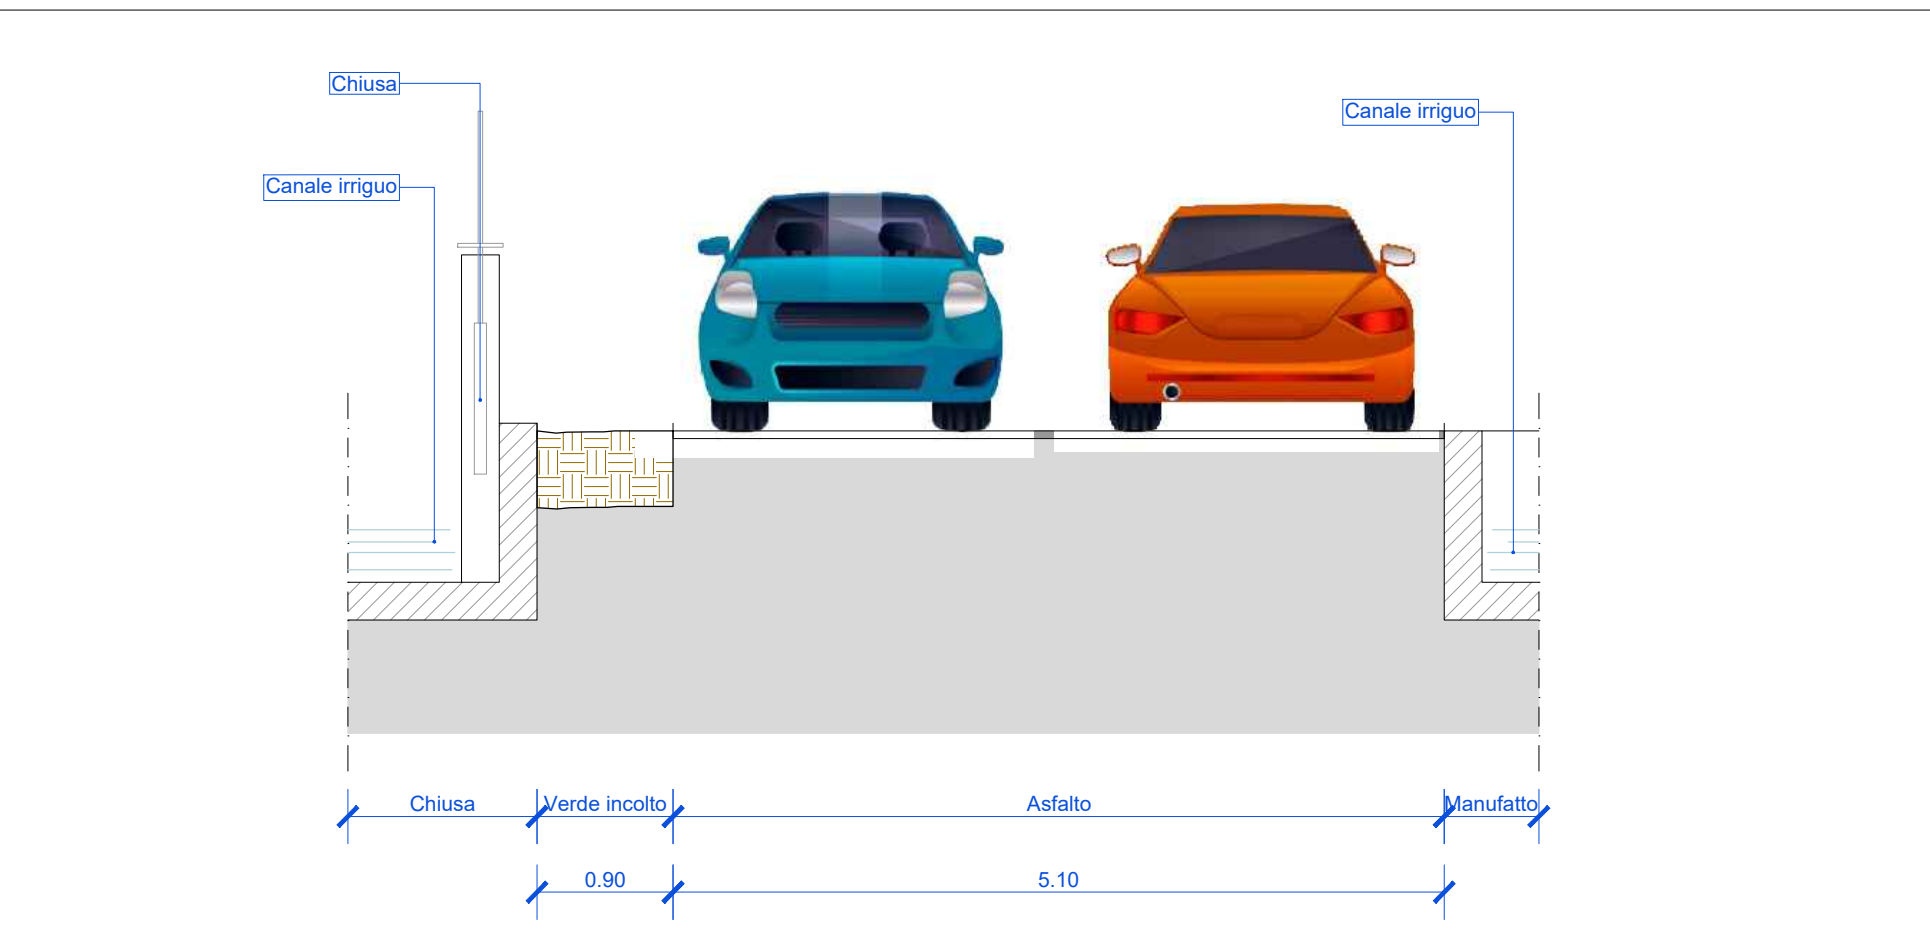 Chiusa
Canale irriguo
Canale irriguo
Chiusa
Verde incolto
Asfalto
Manufatto
0.90
5.10